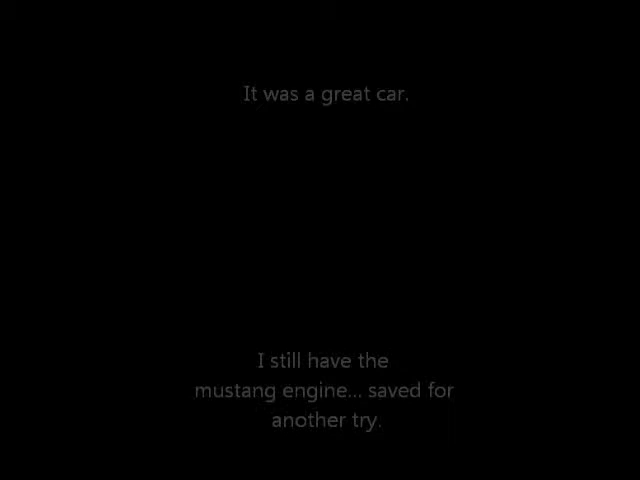 It was a great car.
I still have the
mustang engine... saved for
another try.